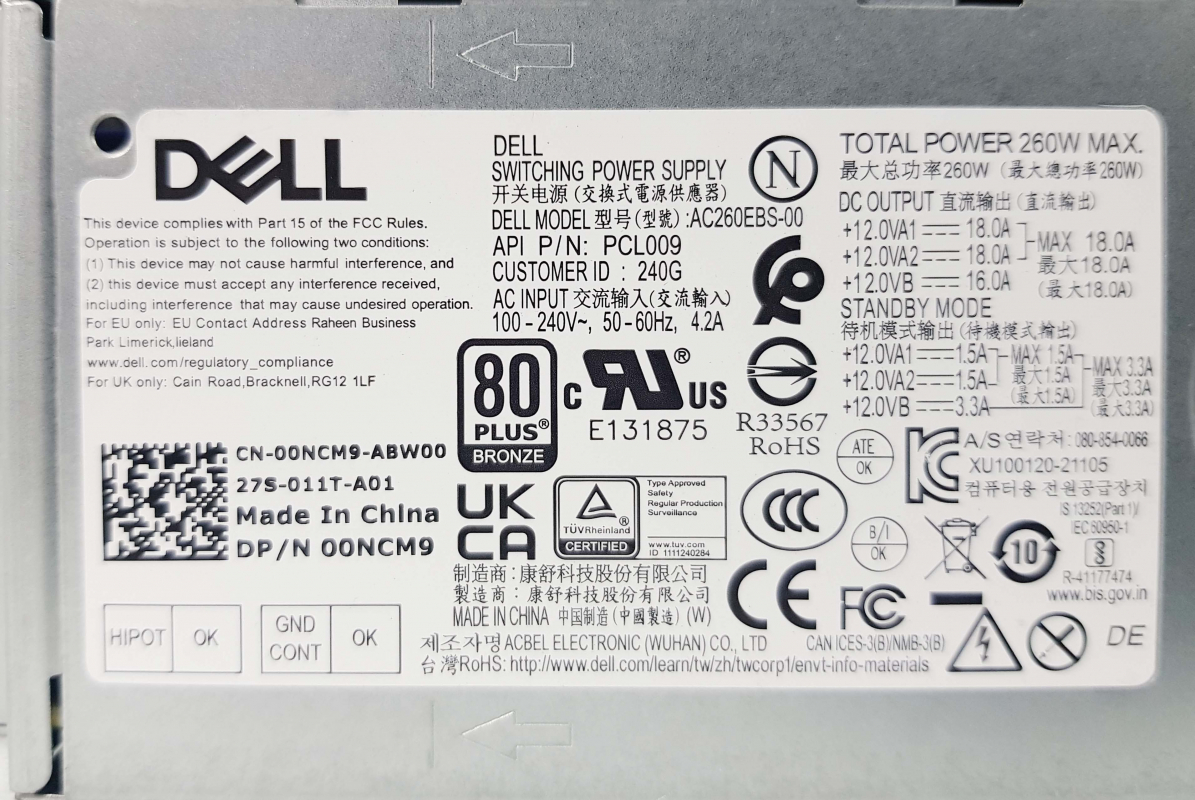 DELL
This device complies with Part 15 of the FCC Rules.
Operation is subject to the following two conditions:
(1) This device may not cause harmful interference, and
(2) this device must accept any interference received,
including interference that may cause undesired operation.
For EU only: EU Contact Address Raheen Business
Park Limerick,lieland
www.dell.com/regulatory_compliance
For UK only: Cain Road,Bracknell,RG12 1LF
CN-00NCM9-ABW00
27S-011T-A01
Made In China
DP/N 00NCM9
HIPOT OK
GND CONT OK
DELL
SWITCHING POWER SUPPLY
开关电源 (交換式電源供應器)
DELL MODEL 型号(型號):AC260EBS-00
API P/N: PCL009
CUSTOMER ID : 240G
AC INPUT 交流输入(交流輸入)
100-240V~, 50-60Hz, 4.2A
80
PLUS®
BRONZE
c RU® US
E131875
UK
CA
TÜVRheinland®
CERTIFIED
Type Approved
Safety
Regular Production
Surveillance
www.tuv.com
ID 1111240284
制造商:康舒科技股份有限公司
製造商:康舒科技股份有限公司
MADE IN CHINA 中国制造(中國製造) (W)
제조자명 ACBEL ELECTRONIC (WUHAN) CO., LTD
台灣RoHS: http://www.dell.com/learn/tw/zh/twcorp1/envt-info-materials
N
R33567
RoHS
CCC
CE
FC
CAN ICES-3(B)/NMB-3(B)
TOTAL POWER 260W MAX.
最大总功率260W (最大總功率260W)
DC OUTPUT 直流输出(直流輸出)
+12.0VA1 18.0A
+12.0VA2 18.0A
+12.0VB 16.0A
MAX 18.0A
最大18.0A
(最大18.0A)
STANDBY MODE
待机模式输出(待機模式輸出)
+12.0VA1 1.5A
+12.0VA2 1.5A
+12.0VB 3.3A
MAX 1.5A
最大1.5A
(最大1.5A)
MAX 3.3A
最大3.3A
(最大3.3A)
ATE
OK
B/I
OK
A/S연락처: 080-854-0066
XU100120-21105
컴퓨터용 전원공급장치
IS 13252(Part 1)/
IEC 60950-1
10
R-41177474
www.bis.gov.in
DE